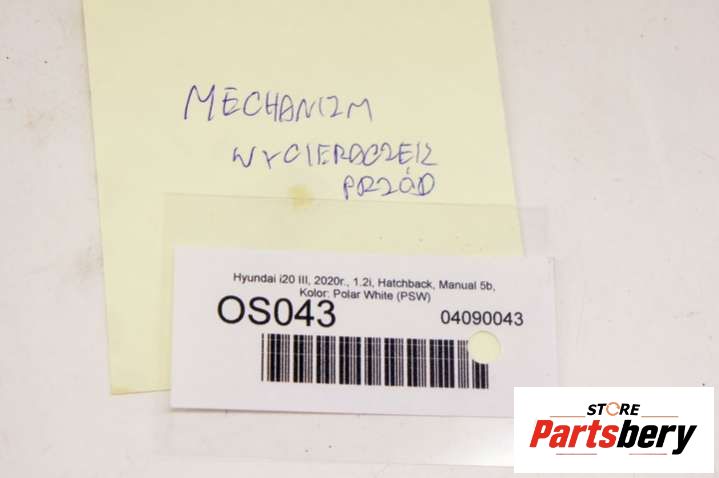 MECHANIZM
WYCIERACZEK
PRZÓD
Hyundai i20 III, 2020r., 1.2i, Hatchback, Manual 5b,
Kolor: Polar White (PSW)
OS043
04090043
STORE
Partsbery